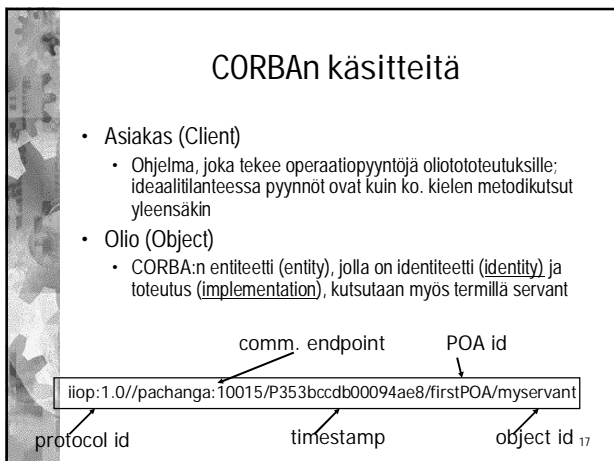 CORBAn käsitteitä
• Asiakas (Client)
• Ohjelma, joka tekee operaatiopyyntöjä oliotototeutuksille;
ideaalitilanteessa pyynnöt ovat kuin ko. kielen metodikutsut
yleensäkin
• Olio (Object)
• CORBA:n entiteetti (entity), jolla on identiteetti (identity) ja
toteutus (implementation), kutsutaan myös termillä servant
comm. endpoint POA id
iiop:1.0//pachanga:10015/P353bccdb00094ae8/firstPOA/myservant
protocol id timestamp object id 17